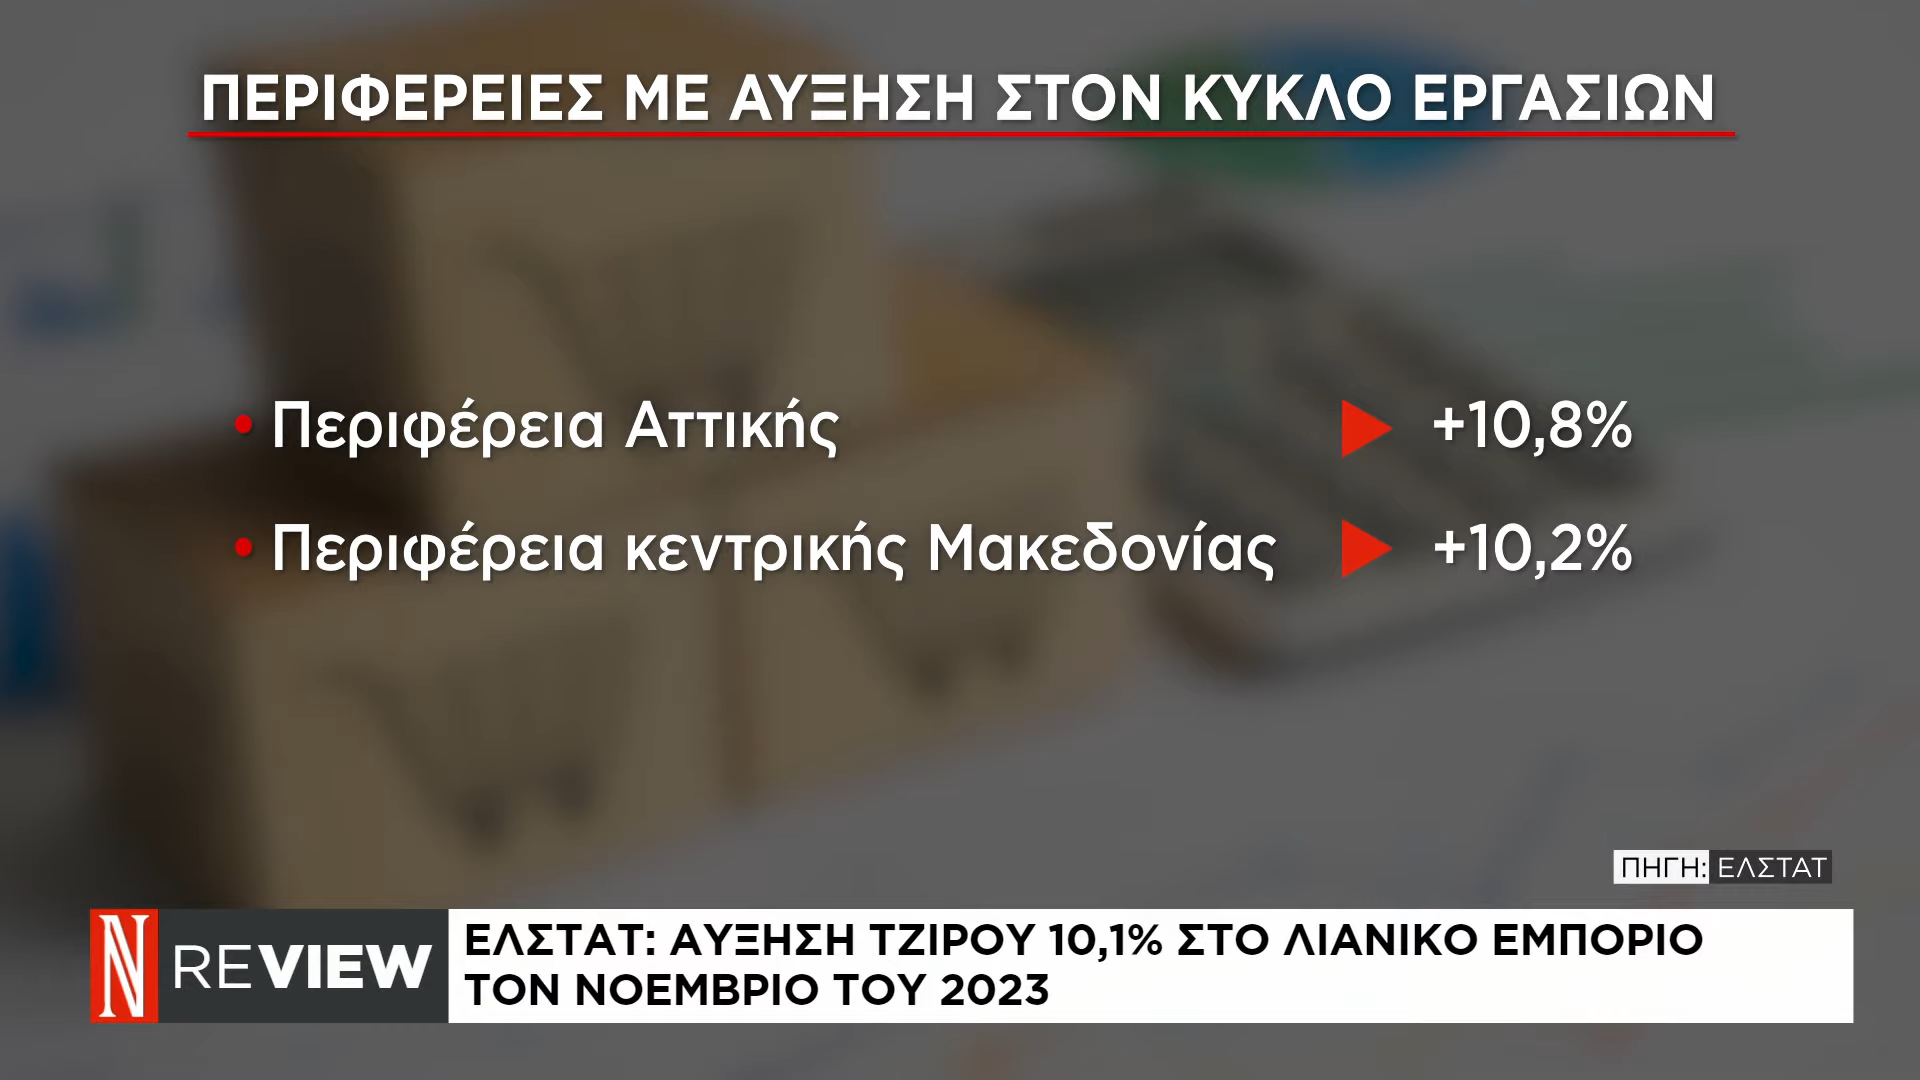 ΠΕΡΙΦΕΡΕΙΕΣ ΜΕ ΑΥΞΗΣΗ ΣΤΟΝ ΚΥΚΛΟ ΕΡΓΑΣΙΩΝ
• Περιφέρεια Αττικής ▶ +10,8%
• Περιφέρεια κεντρικής Μακεδονίας ▶ +10,2%
ΠΗΓΗ: ΕΛΣΤΑΤ
N REVIEW
ΕΛΣΤΑΤ: ΑΥΞΗΣΗ ΤΖΙΡΟΥ 10,1% ΣΤΟ ΛΙΑΝΙΚΟ ΕΜΠΟΡΙΟ
ΤΟΝ ΝΟΕΜΒΡΙΟ ΤΟΥ 2023